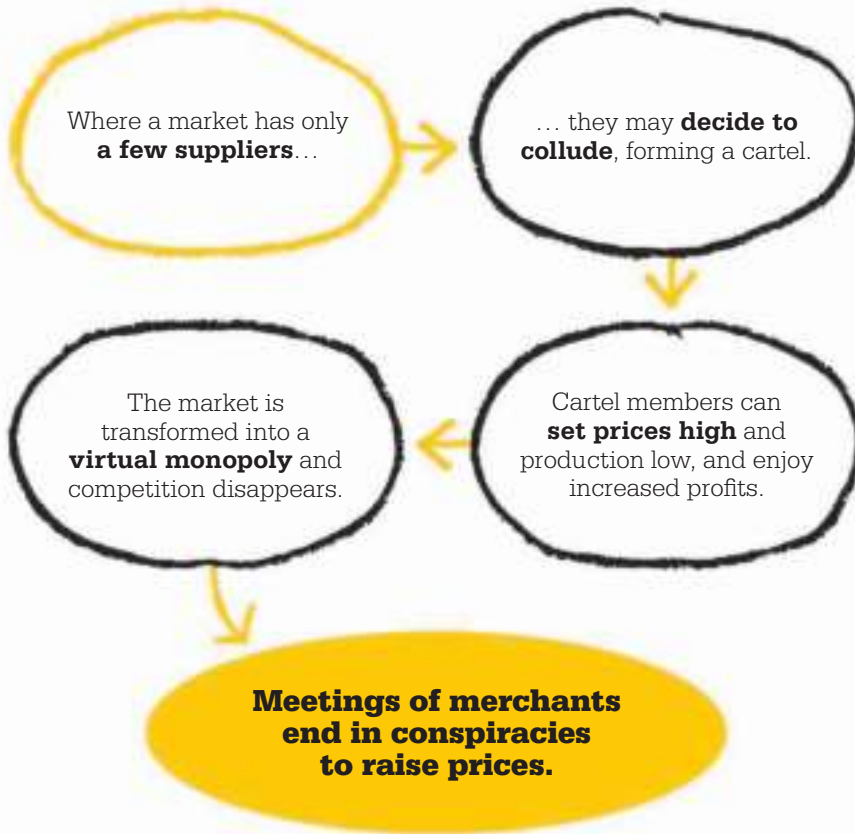 Where a market has only
a few suppliers…
… they may decide to
collude, forming a cartel.
Cartel members can
set prices high and
production low, and enjoy
increased profits.
The market is
transformed into a
virtual monopoly and
competition disappears.
Meetings of merchants
end in conspiracies
to raise prices.